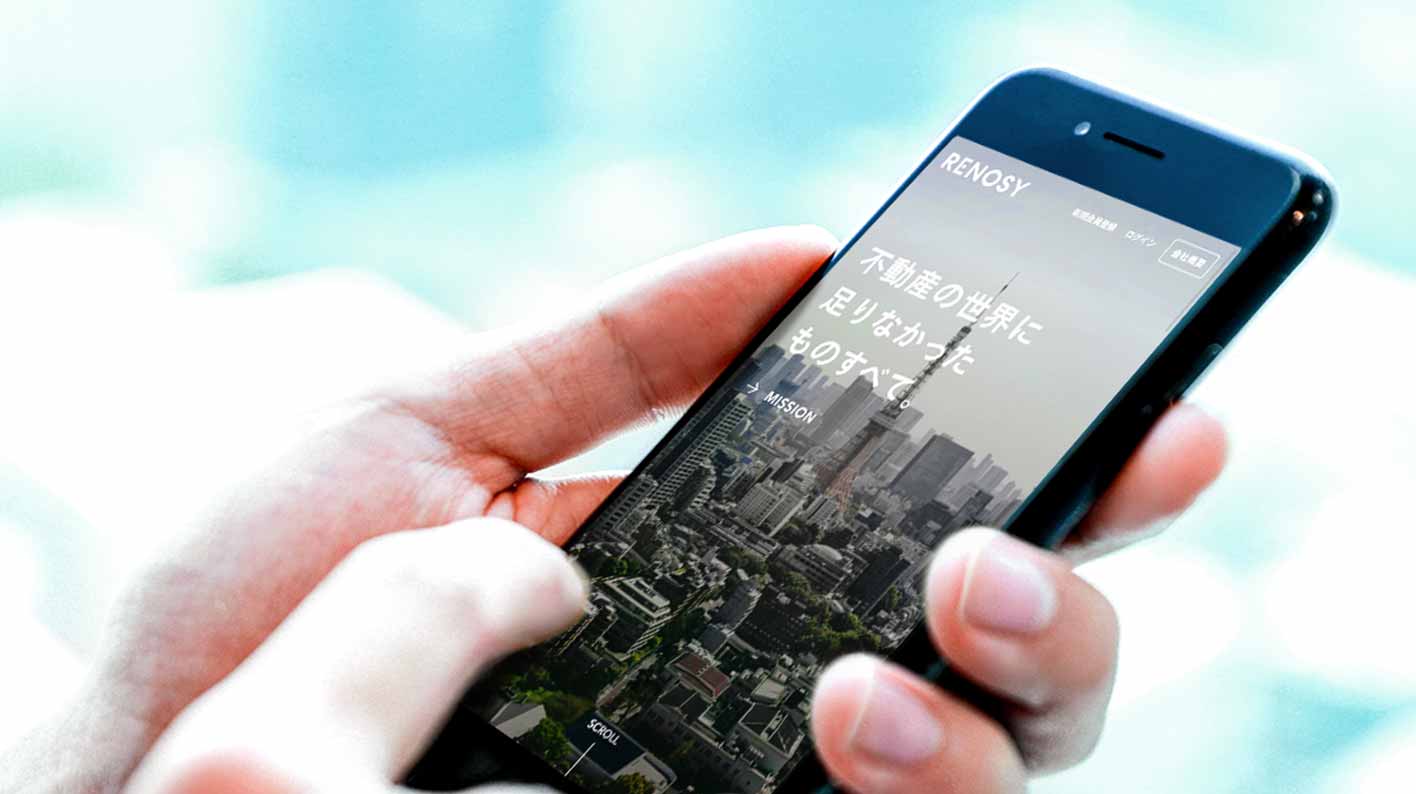 RENOSY
新規会員登録 ログイン 会社概要
不動産の世界に
足りなかった
ものすべて。
→ MISSION
SCROLL